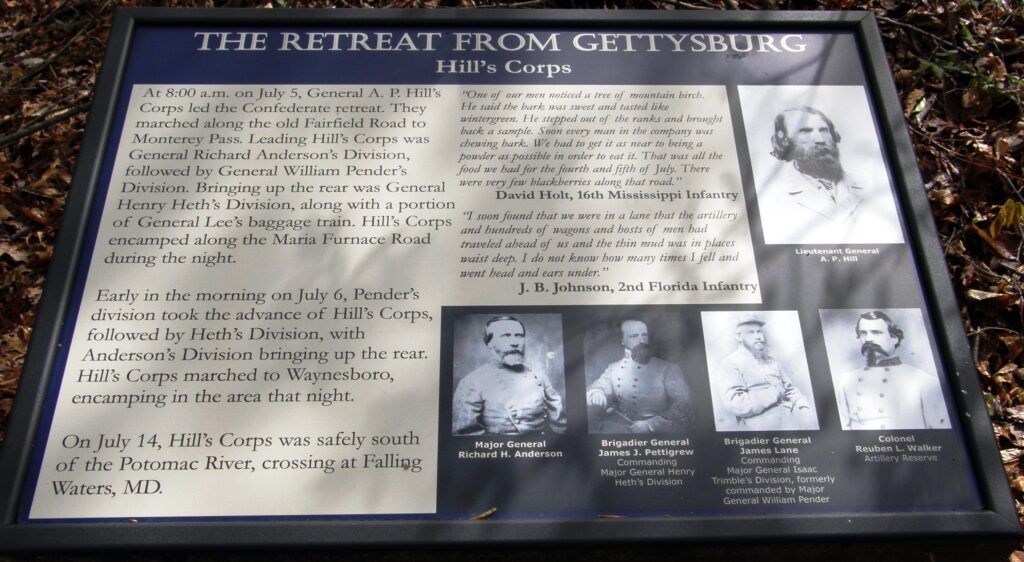 THE RETREAT FROM GETTYSBURG
Hill's Corps
At 8:00 a.m. on July 5, General A. P. Hill's
Corps led the Confederate retreat. They
marched along the old Fairfield Road to
Monterey Pass. Leading Hill's Corps was
General Richard Anderson's Division,
followed by General William Pender's
Division. Bringing up the rear was General
Henry Heth's Division, along with a portion
of General Lee's baggage train. Hill's Corps
encamped along the Maria Furnace Road
during the night.
Early in the morning on July 6, Pender's
division took the advance of Hill's Corps,
followed by Heth's Division, with
Anderson's Division bringing up the rear.
Hill's Corps marched to Waynesboro,
encamping in the area that night.
On July 14, Hill's Corps was safely south
of the Potomac River, crossing at Falling
Waters, MD.
"One of our men noticed a tree of mountain birch.
He said the bark was sweet and tasted like
wintergreen. He stepped out of the ranks and brought
back a sample. Soon every man in the company was
chewing bark. We had to get it as near to being a
powder as possible in order to eat it. That was all the
food we had for the fourth and fifth of July. There
were very few blackberries along that road."
David Holt, 16th Mississippi Infantry
"I soon found that we were in a lane that the artillery
and hundreds of wagons and hosts of men had
traveled ahead of us and the thin mud was in places
waist deep. I do not know how many times I fell and
went head and ears under."
J. B. Johnson, 2nd Florida Infantry
Lieutenant General
A. P. Hill
Major General
Richard H. Anderson
Brigadier General
James J. Pettigrew
Commanding
Major General Henry
Heth's Division
Brigadier General
James Lane
Commanding
Major General Isaac
Trimble's Division, formerly
commanded by Major
General William Pender
Colonel
Reuben L. Walker
Artillery Reserve